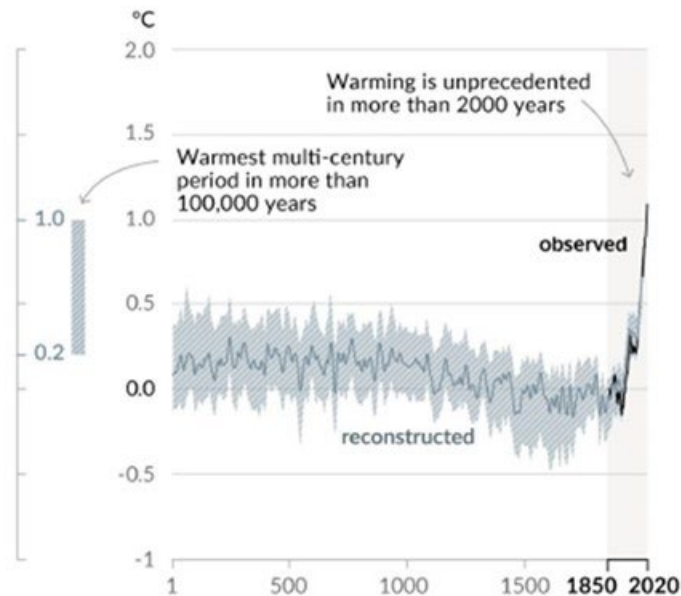 °C
2.0
Warming is unprecedented
in more than 2000 years
1.5
Warmest multi-century
period in more than
100,000 years
1.0
1.0
observed
0.5
0.2
0.0
reconstructed
-0.5
-1
1 500 1000 1500 1850 2020